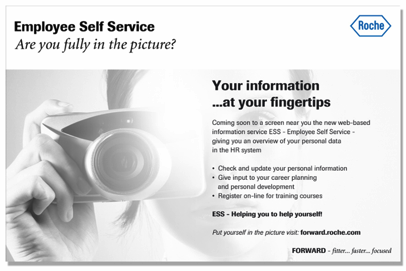 Employee Self Service
Are you fully in the picture?
Roche
Your information
...at your fingertips
Coming soon to a screen near you the new web-based
information service ESS - Employee Self Service -
giving you an overview of your personal data
in the HR system
• Check and update your personal information
• Give input to your career planning
and personal development
• Register on-line for training courses
ESS - Helping you to help yourself!
Put yourself in the picture visit: forward.roche.com
FORWARD - fitter... faster... focused